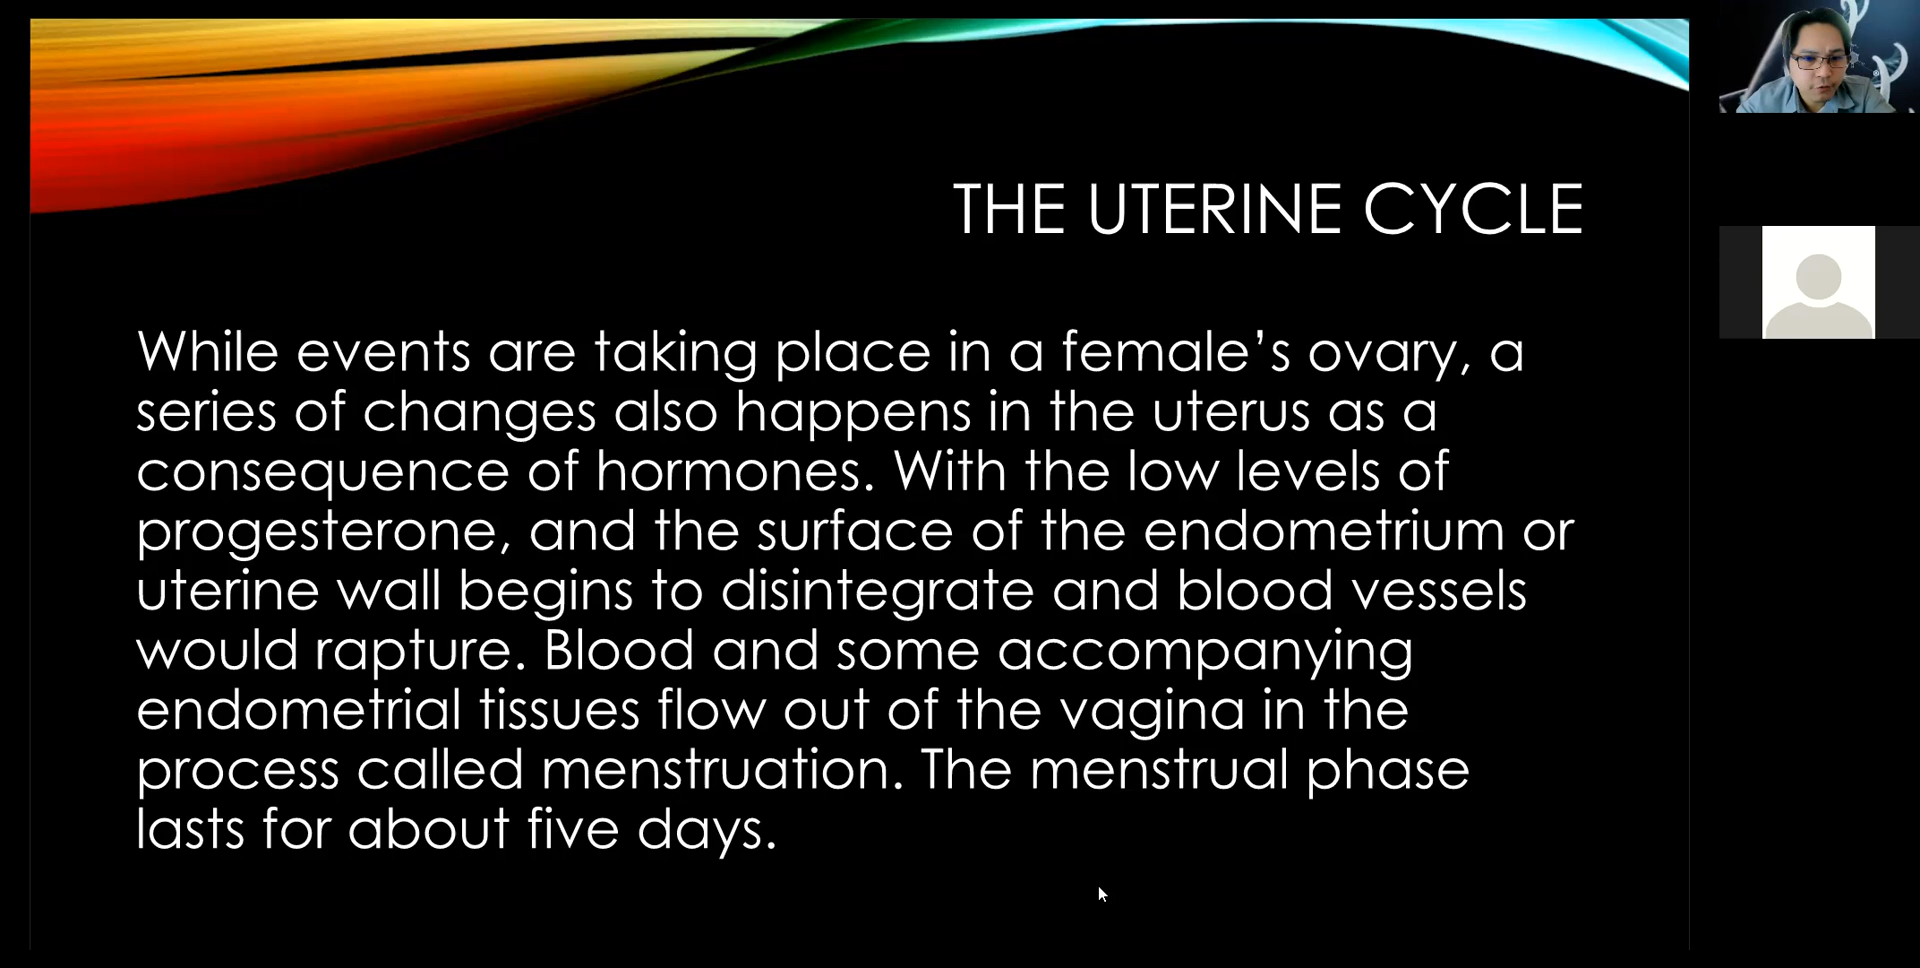 THE UTERINE CYCLE
While events are taking place in a female’s ovary, a
series of changes also happens in the uterus as a
consequence of hormones. With the low levels of
progesterone, and the surface of the endometrium or
uterine wall begins to disintegrate and blood vessels
would rapture. Blood and some accompanying
endometrial tissues flow out of the vagina in the
process called menstruation. The menstrual phase
lasts for about five days.